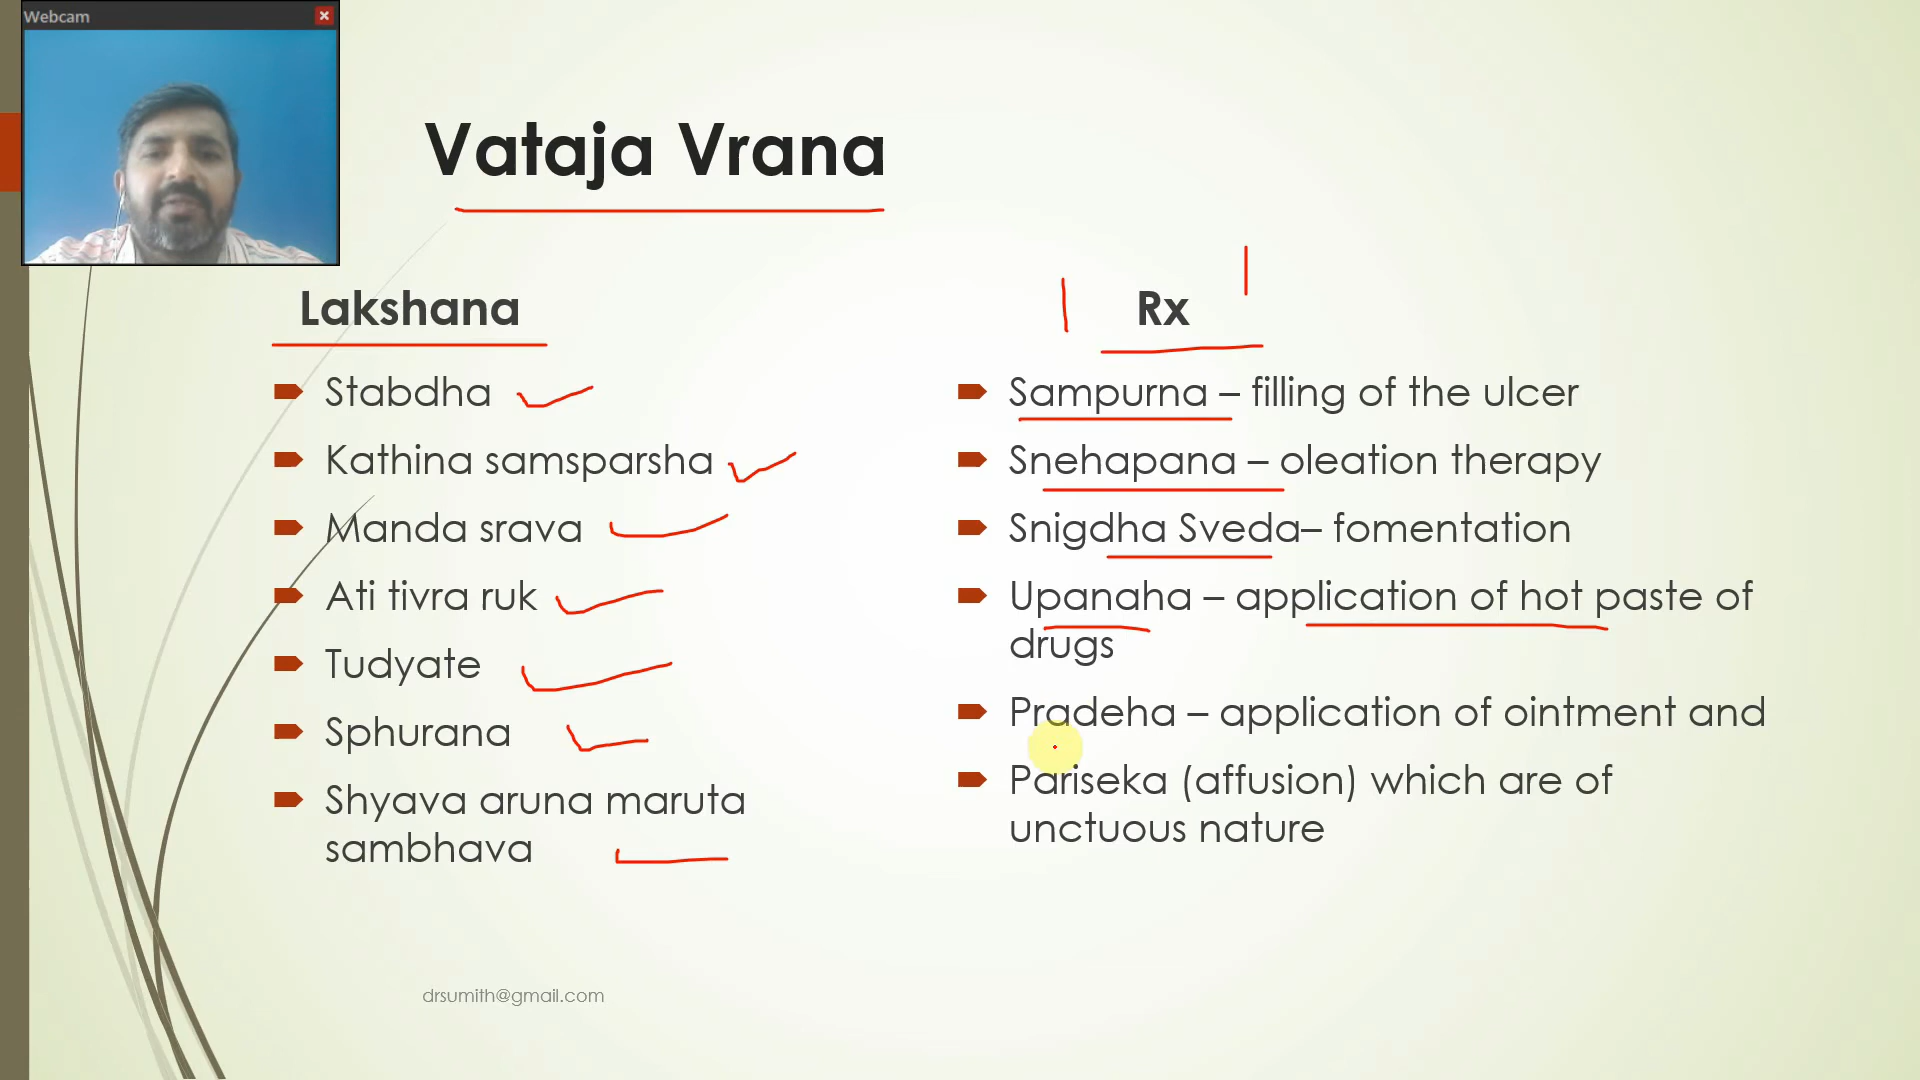 Webcam
Vataja Vrana
Lakshana
Stabdha
Kathina samsparsha
Manda srava
Ati tivra ruk
Tudyate
Sphurana
Shyava aruna maruta
sambhava
Rx
Sampurna – filling of the ulcer
Snehapana – oleation therapy
Snigdha Sveda– fomentation
Upanaha – application of hot paste of
drugs
Pradeha – application of ointment and
Pariseka (affusion) which are of
unctuous nature
drsumith@gmail.com